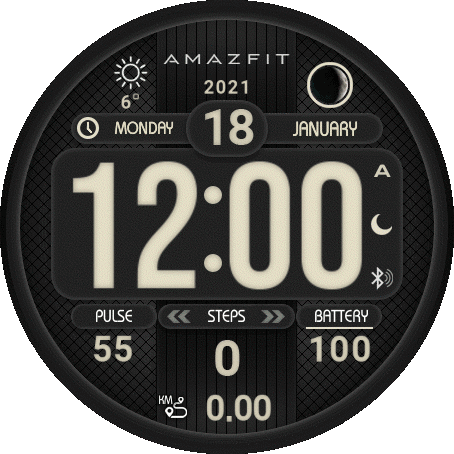 AMAZFIT
2021
6°
MONDAY 18 JANUARY
12:00
A
PULSE STEPS BATTERY
55 0 100
KM 0.00